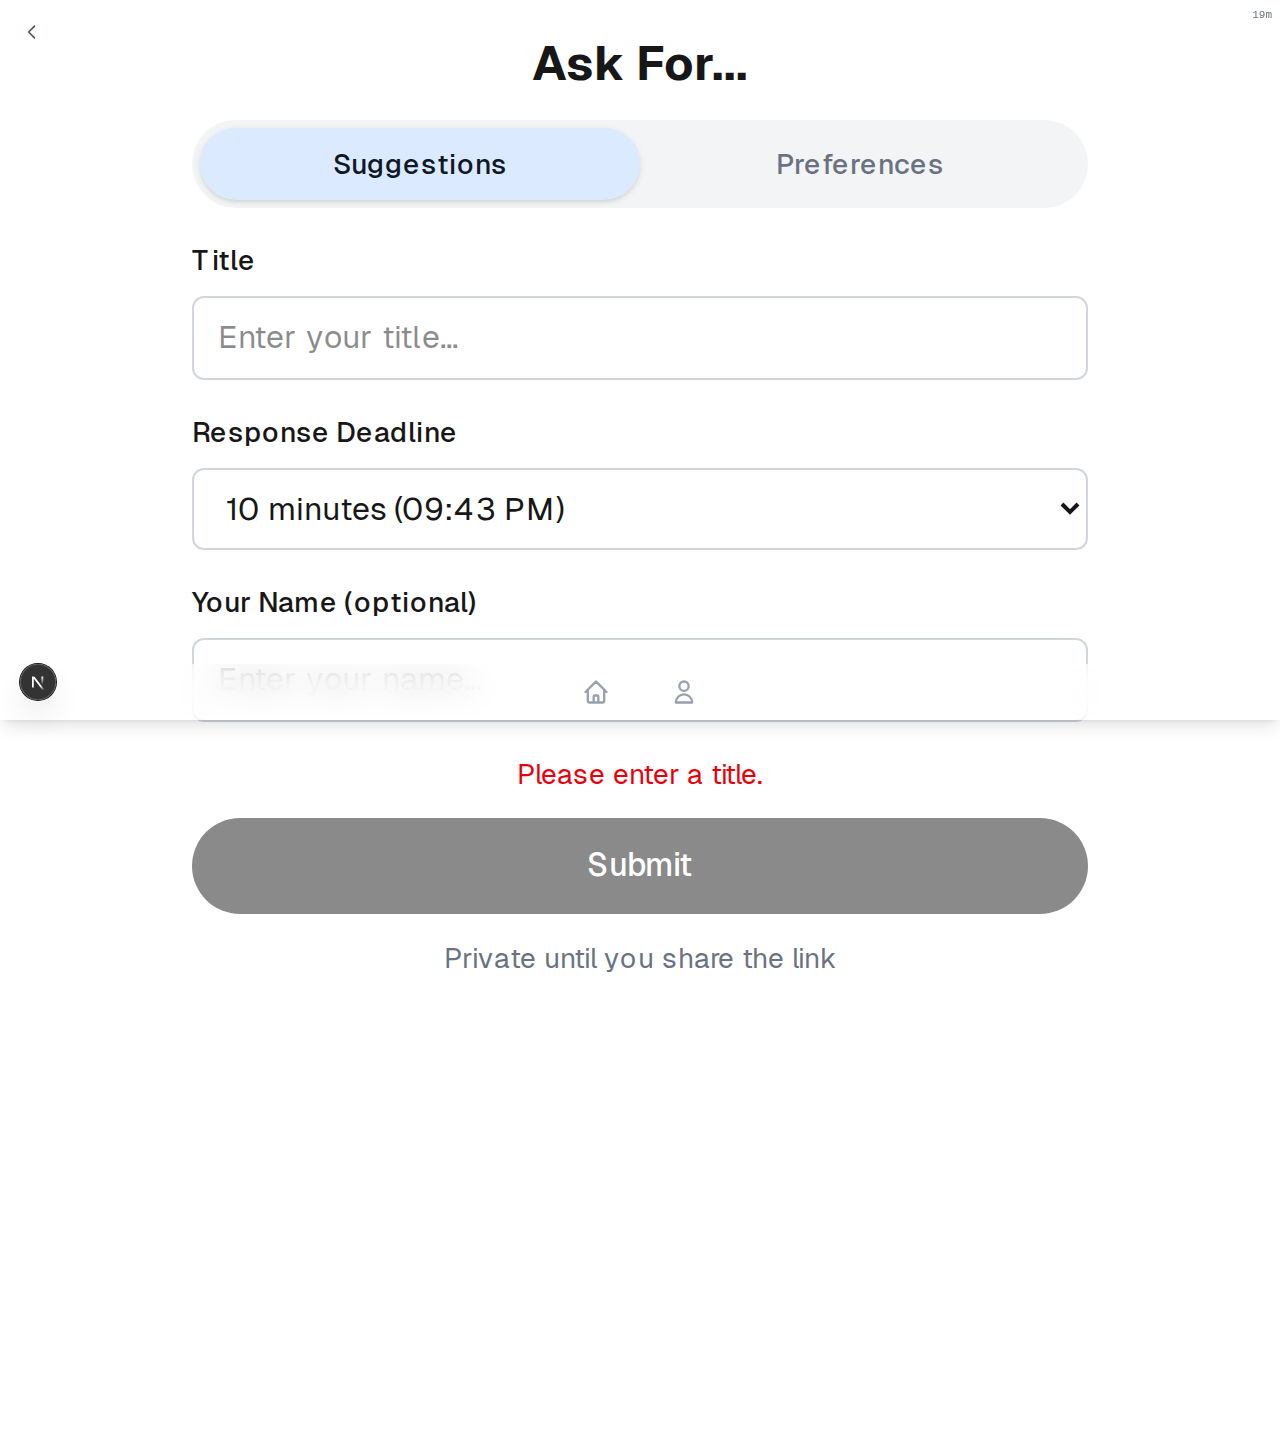 19m
Ask For...
Suggestions
Preferences
Title
Enter your title...
Response Deadline
10 minutes (09:43 PM)
Your Name (optional)
Enter your name...
N
Please enter a title.
Submit
Private until you share the link